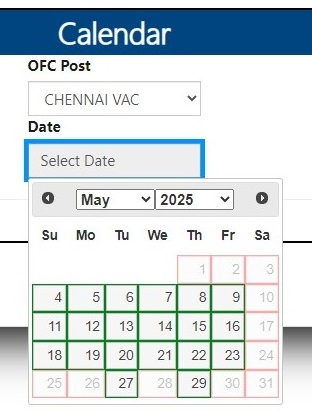 Calendar
OFC Post
CHENNAI VAC
Date
Select Date
May 2025
Su Mo Tu We Th Fr Sa
1 2 3
4 5 6 7 8 9 10
11 12 13 14 15 16 17
18 19 20 21 22 23 24
25 26 27 28 29 30 31